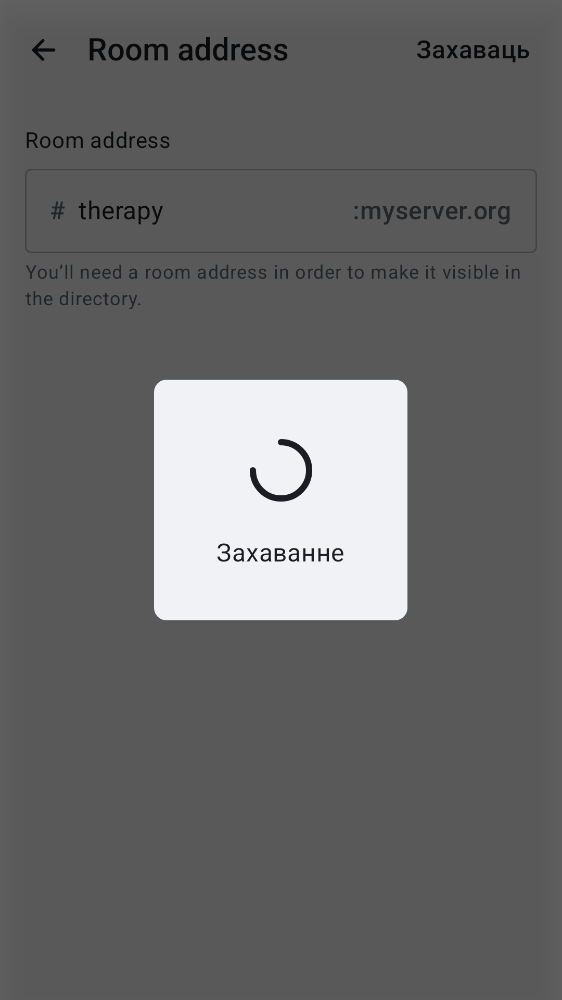 Room address
Захаваць
Room address
# therapy :myserver.org
You'll need a room address in order to make it visible in
the directory.
Захаванне